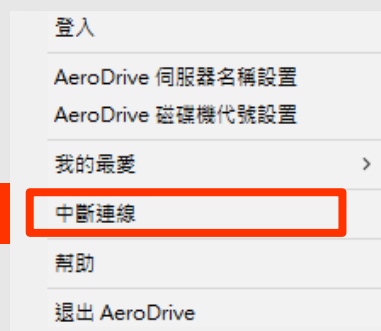 登入
AeroDrive 伺服器名稱設置
AeroDrive 磁碟機代號設置
我的最愛
中斷連線
幫助
退出 AeroDrive